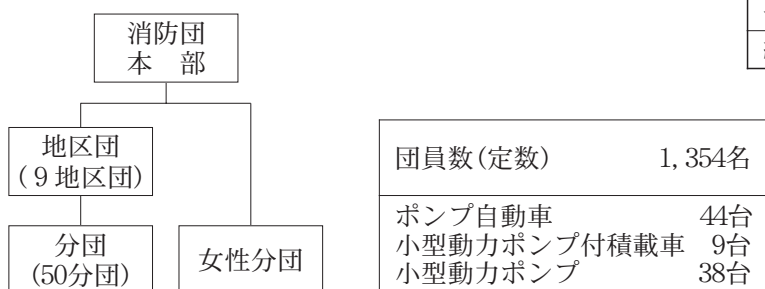 消防団
本　部
地区団
(９地区団)
分団
(50分団)
女性分団
団員数(定数)　1,354名
ポンプ自動車　44台
小型動力ポンプ付積載車　9台
小型動力ポンプ　38台